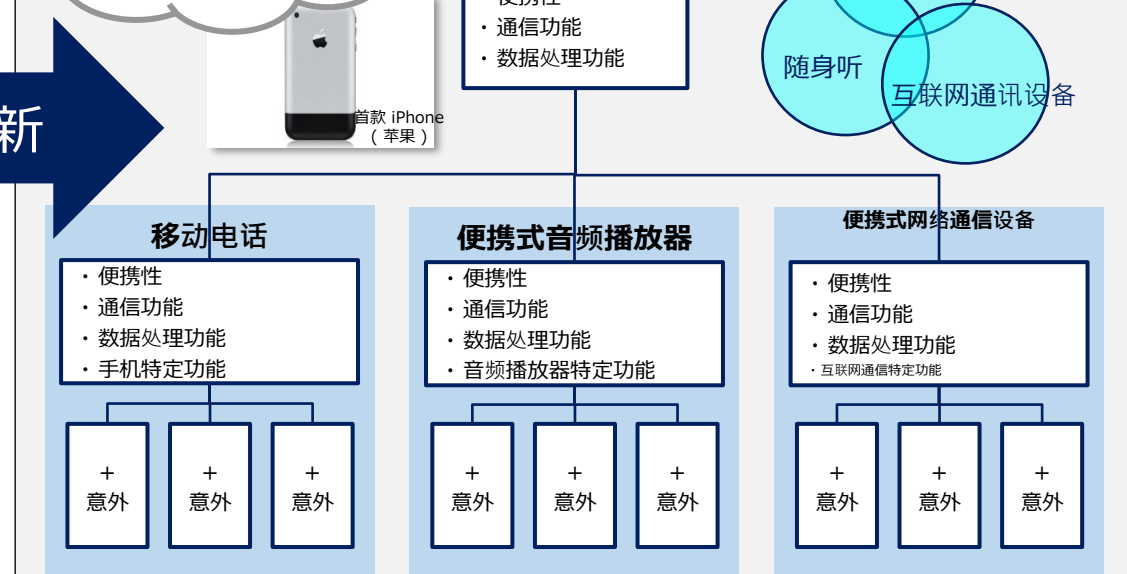 · 便携性
· 通信功能
· 数据处理功能
随身听
互联网通讯设备
新
首款 iPhone
( 苹果 )
移动电话
· 便携性
· 通信功能
· 数据处理功能
· 手机特定功能
+
意外
+
意外
+
意外
便携式音频播放器
· 便携性
· 通信功能
· 数据处理功能
· 音频播放器特定功能
+
意外
+
意外
+
意外
便携式网络通信设备
· 便携性
· 通信功能
· 数据处理功能
· 互联网通信特定功能
+
意外
+
意外
+
意外